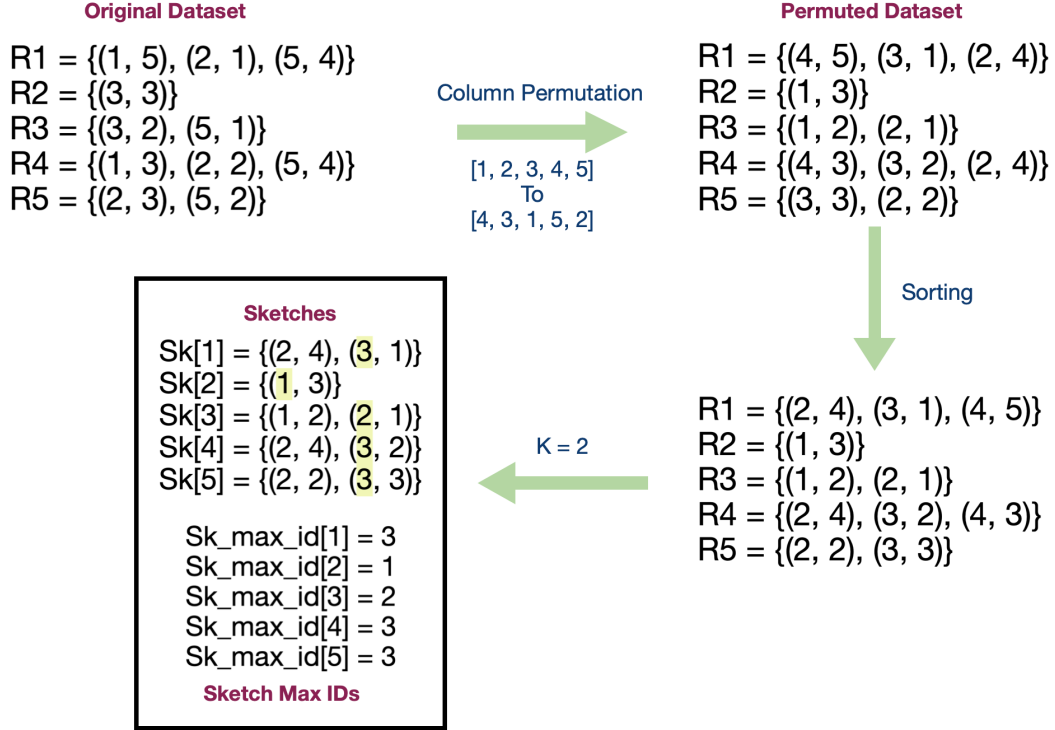 Original Dataset
R1 = {(1, 5), (2, 1), (5, 4)}
R2 = {(3, 3)}
R3 = {(3, 2), (5, 1)}
R4 = {(1, 3), (2, 2), (5, 4)}
R5 = {(2, 3), (5, 2)}
Column Permutation
[1, 2, 3, 4, 5]
To
[4, 3, 1, 5, 2]
Permuted Dataset
R1 = {(4, 5), (3, 1), (2, 4)}
R2 = {(1, 3)}
R3 = {(1, 2), (2, 1)}
R4 = {(4, 3), (3, 2), (2, 4)}
R5 = {(3, 3), (2, 2)}
Sorting
R1 = {(2, 4), (3, 1), (4, 5)}
R2 = {(1, 3)}
R3 = {(1, 2), (2, 1)}
R4 = {(2, 4), (3, 2), (4, 3)}
R5 = {(2, 2), (3, 3)}
K = 2
Sketches
Sk[1] = {(2, 4), (3, 1)}
Sk[2] = {(1, 3)}
Sk[3] = {(1, 2), (2, 1)}
Sk[4] = {(2, 4), (3, 2)}
Sk[5] = {(2, 2), (3, 3)}
Sk_max_id[1] = 3
Sk_max_id[2] = 1
Sk_max_id[3] = 2
Sk_max_id[4] = 3
Sk_max_id[5] = 3
Sketch Max IDs